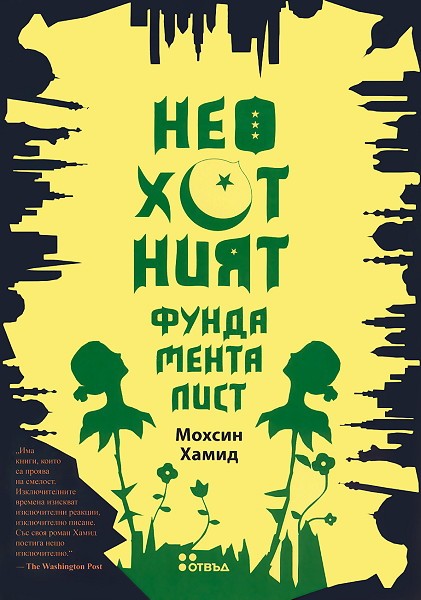 НЕО
ХОТ
НИЯТ
ФУНДА
МЕНТА
ЛИСТ
Мохсин
Хамид
„Има
книги, които
са проява
на смелост.
Изключителните
времена изискват
изключителни реакции,
изключително писане.
Със своя роман Хамид
постига нещо
изключително.“
— The Washington Post
ОТВЪД